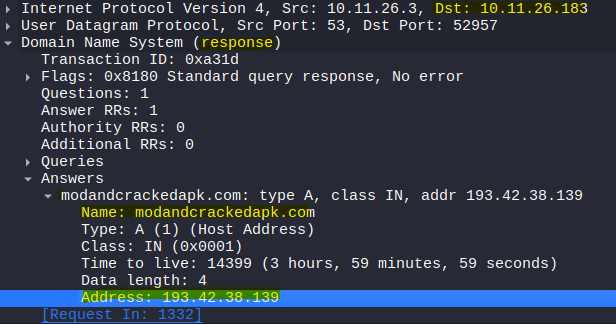 Internet Protocol Version 4, Src: 10.11.26.3, Dst: 10.11.26.183
User Datagram Protocol, Src Port: 53, Dst Port: 52957
Domain Name System (response)
Transaction ID: 0xa31d
Flags: 0x8180 Standard query response, No error
Questions: 1
Answer RRs: 1
Authority RRs: 0
Additional RRs: 0
Queries
Answers
modandcrackedapk.com: type A, class IN, addr 193.42.38.139
Name: modandcrackedapk.com
Type: A (1) (Host Address)
Class: IN (0x0001)
Time to live: 14399 (3 hours, 59 minutes, 59 seconds)
Data length: 4
Address: 193.42.38.139
[Request In: 1332]